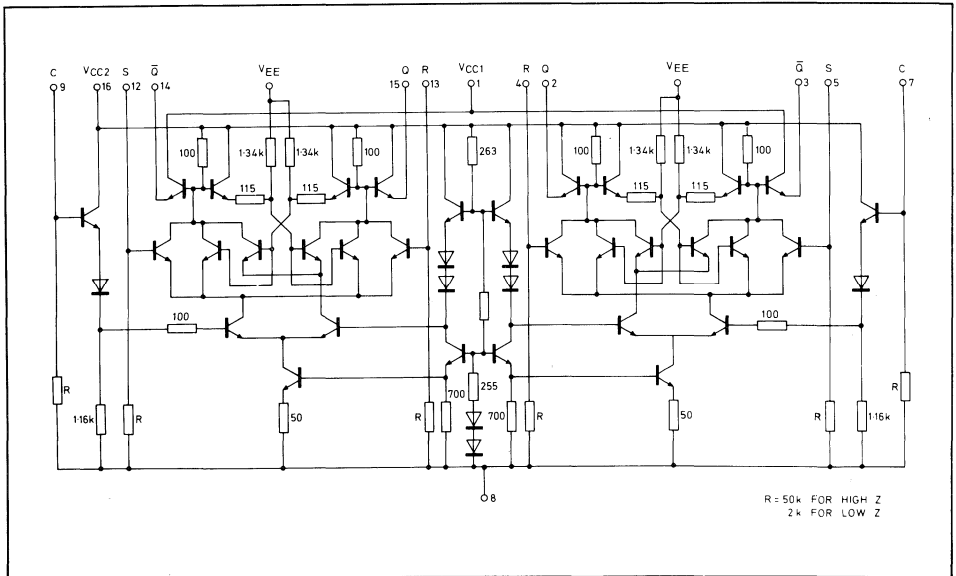 C VCC2 S Q̅ VEE Q R VCC1 R Q VEE Q̅ S C
9 16 12 14 15 13 1 4 2 3 5 7
100 1·34k 1·34k 100 263 100 1·34k 1·34k 100
115 115 115 115
100 100
R 1·16k R 50 R 700 255 700 R 50 R 1·16k R
8
R = 50k FOR HIGH Z
2k FOR LOW Z